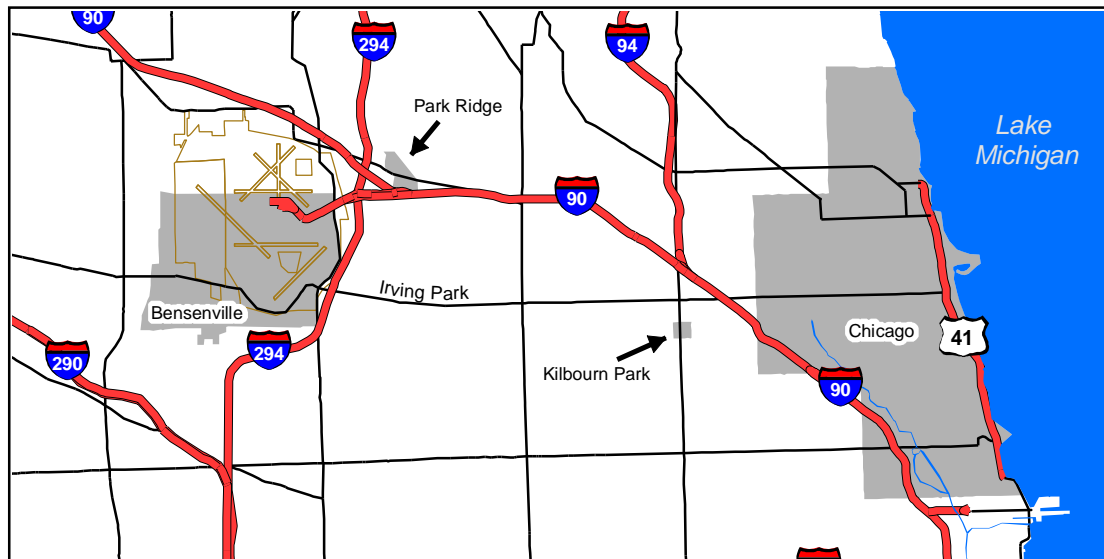 90
294
94
Park Ridge
Lake
Michigan
90
Irving Park
Bensenville
Chicago
41
294
290
Kilbourn Park
90